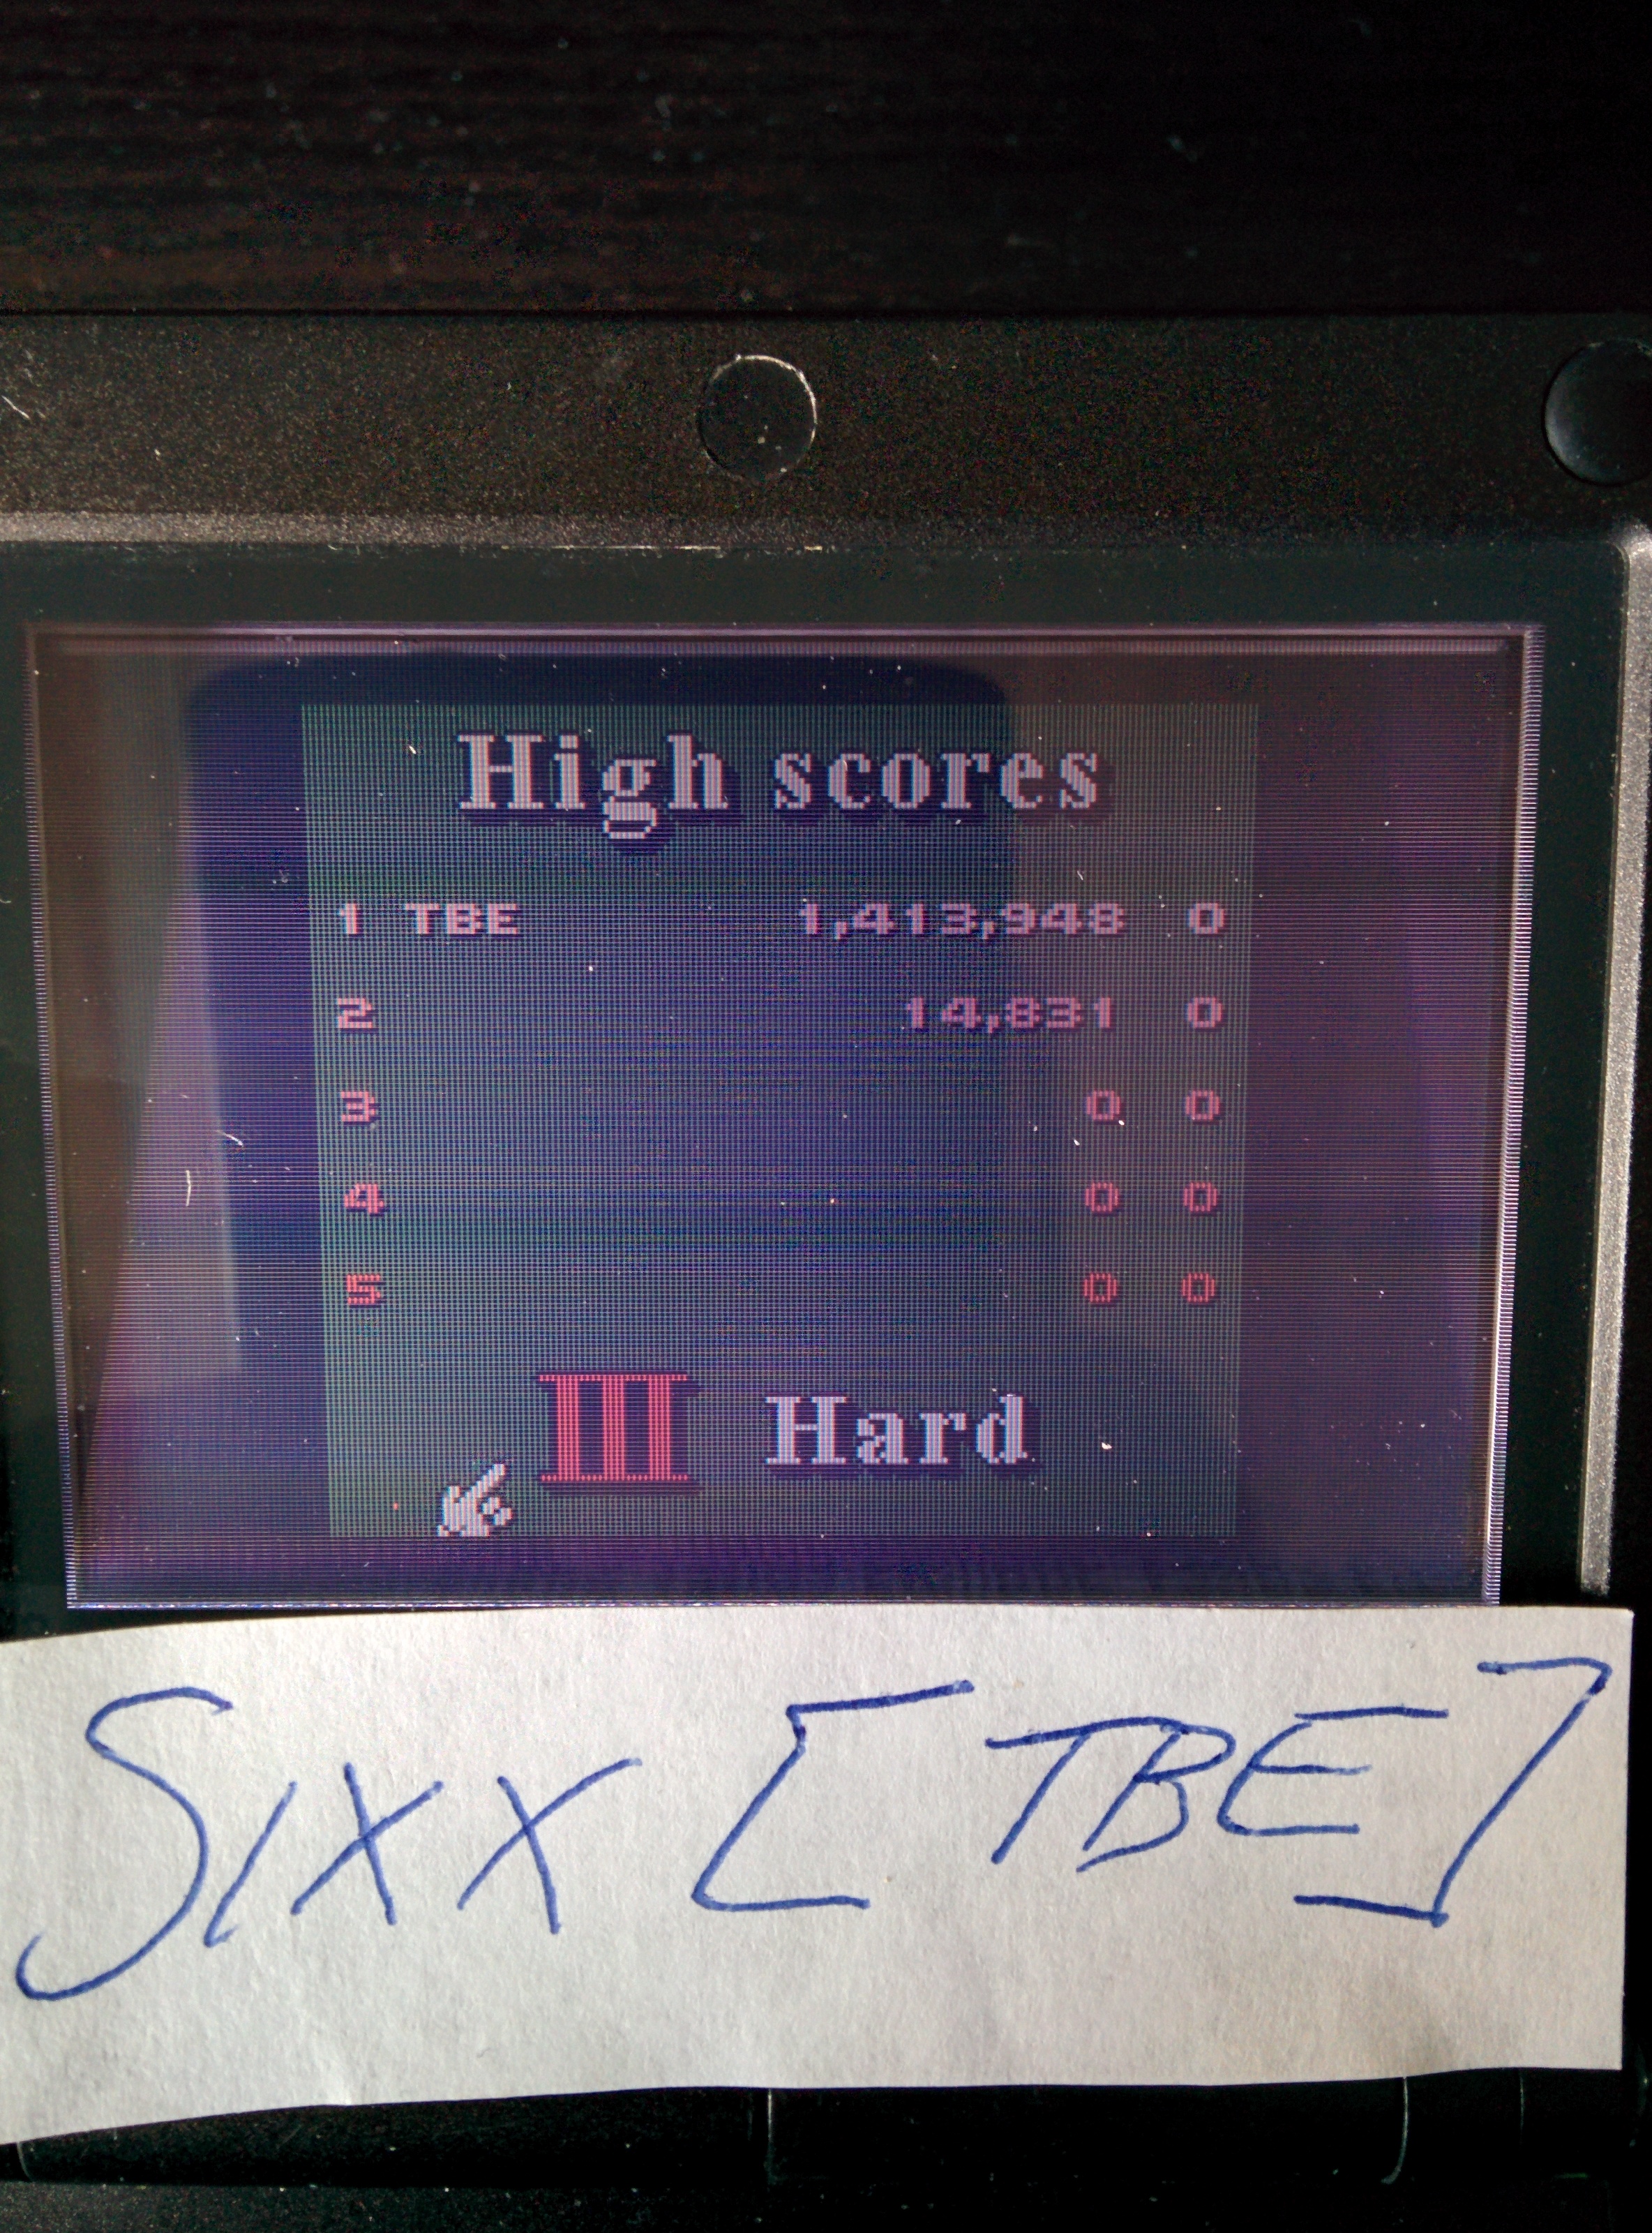 High scores
1 TBE 1,413,948 0
2 14,831 0
3 0 0
4 0 0
5 0 0
III Hard
SIXX [TBE]